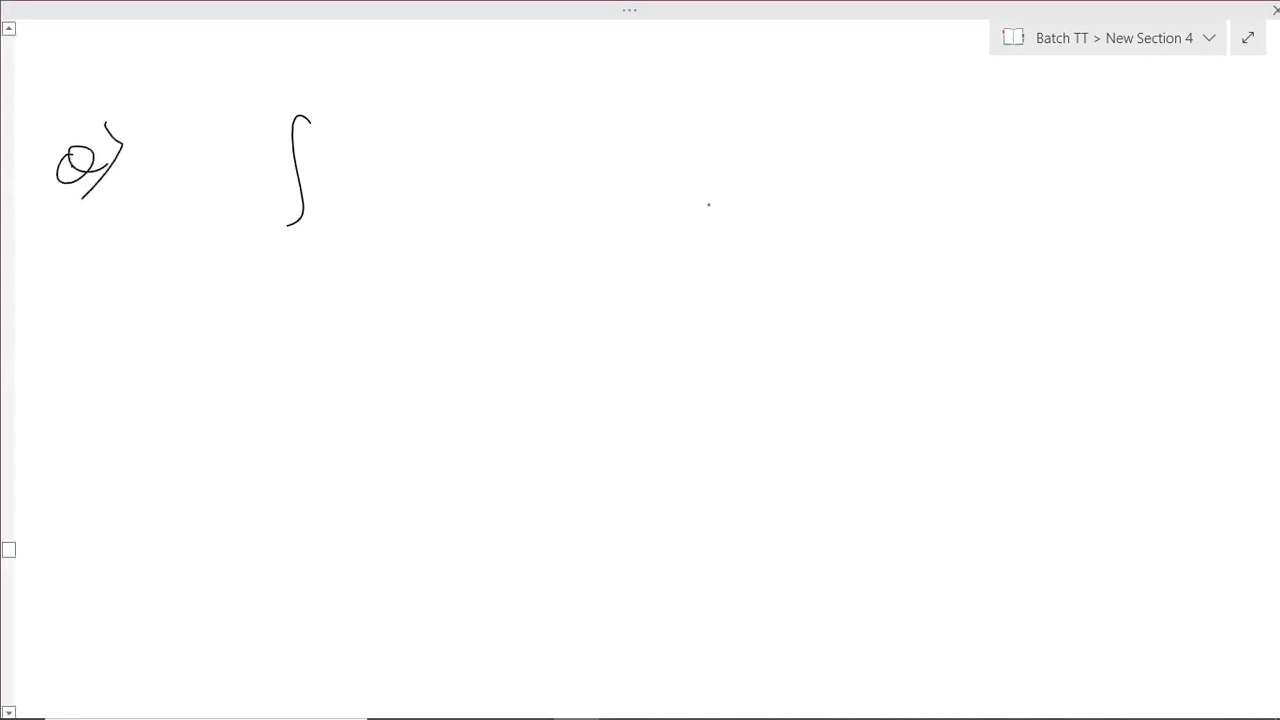 Batch TT > New Section 4
Q) ∫